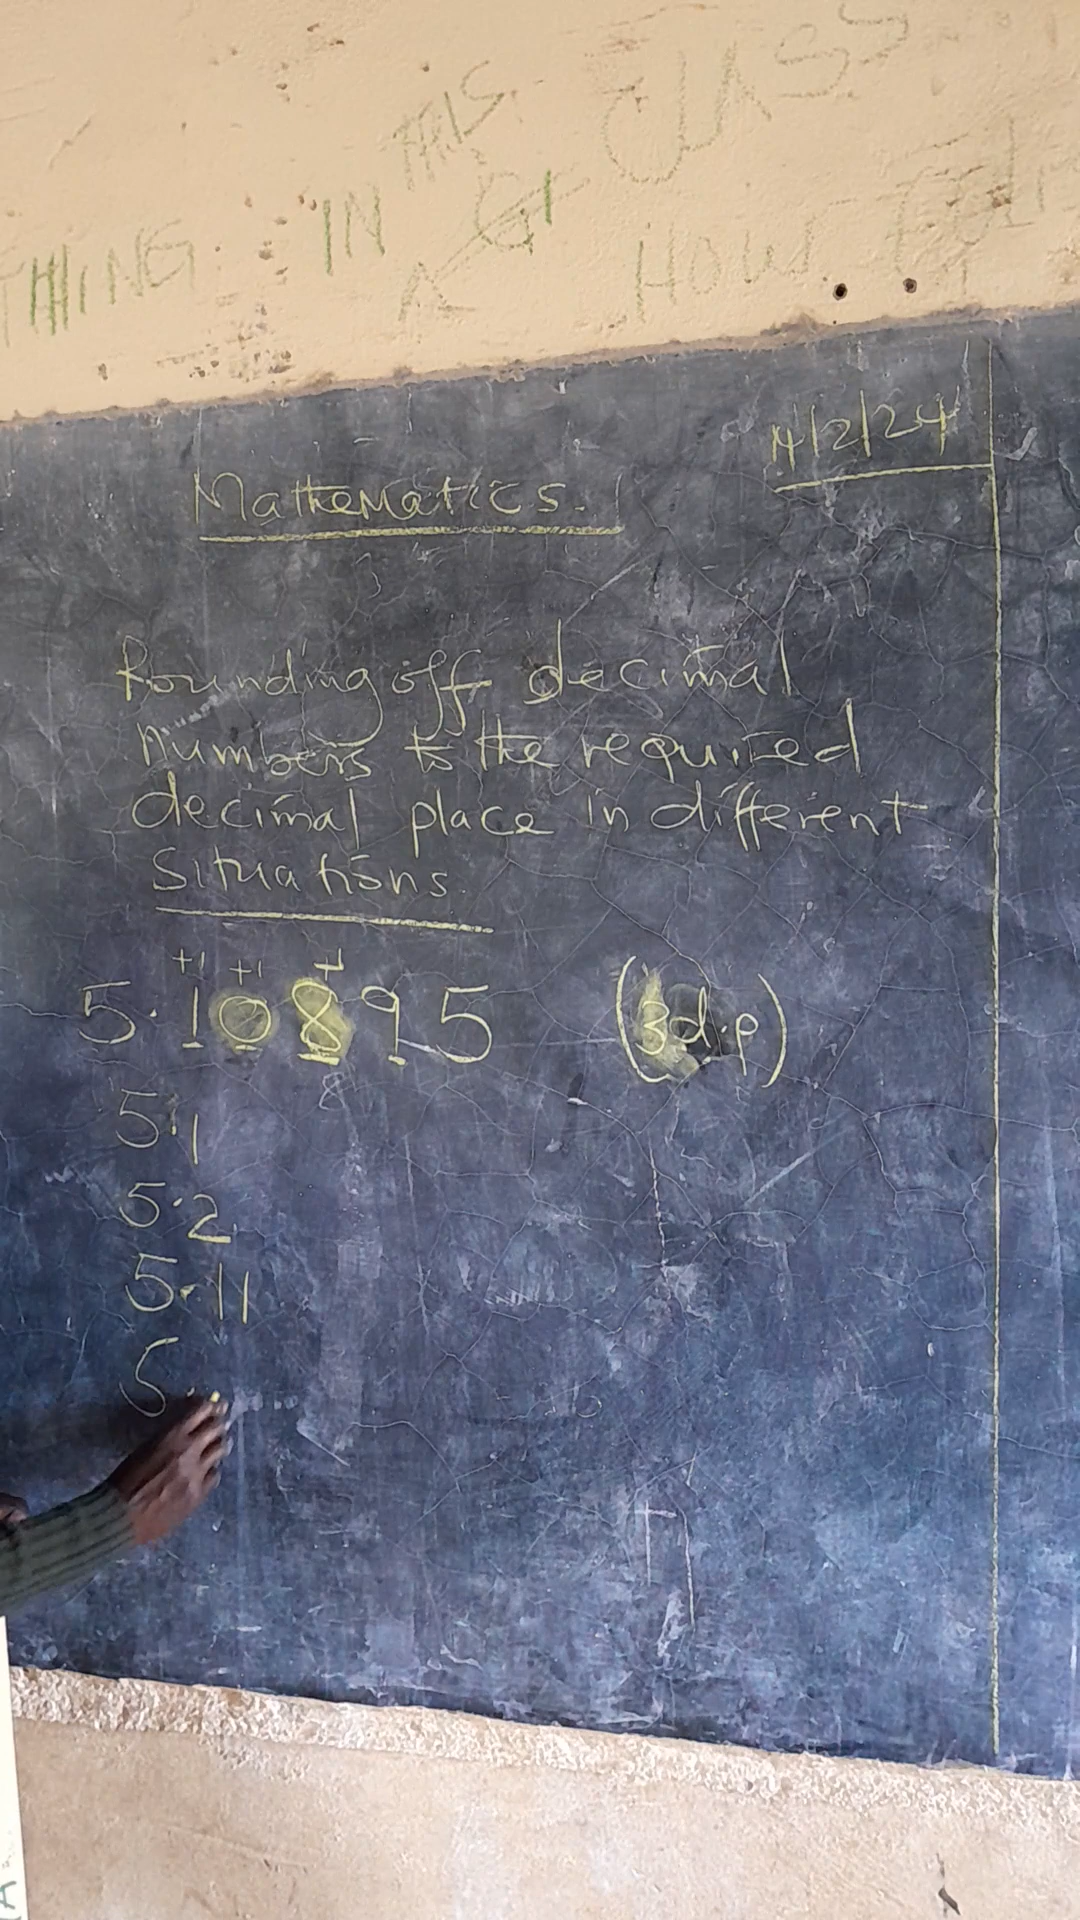 THIS CLASS
THING IN A HOW
14/2/24
Mathematics.
Rounding off decimal
numbers to the required
decimal place in different
Situations.
+1 +1 +
5.10895 (3d.p)
8
5.1
5.2
5.11
5.